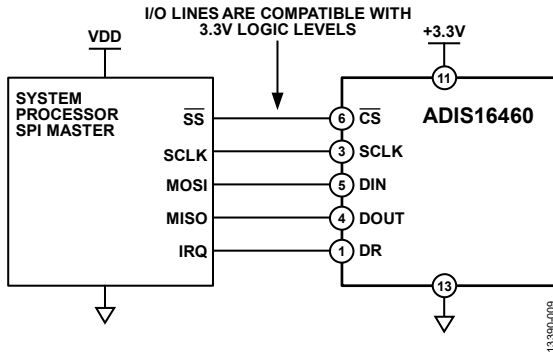 I/O LINES ARE COMPATIBLE WITH
3.3V LOGIC LEVELS
VDD
+3.3V
SYSTEM
PROCESSOR
SPI MASTER
ADIS16460
11
SS 6 CS
SCLK 3 SCLK
MOSI 5 DIN
MISO 4 DOUT
IRQ 1 DR
13
13390-009